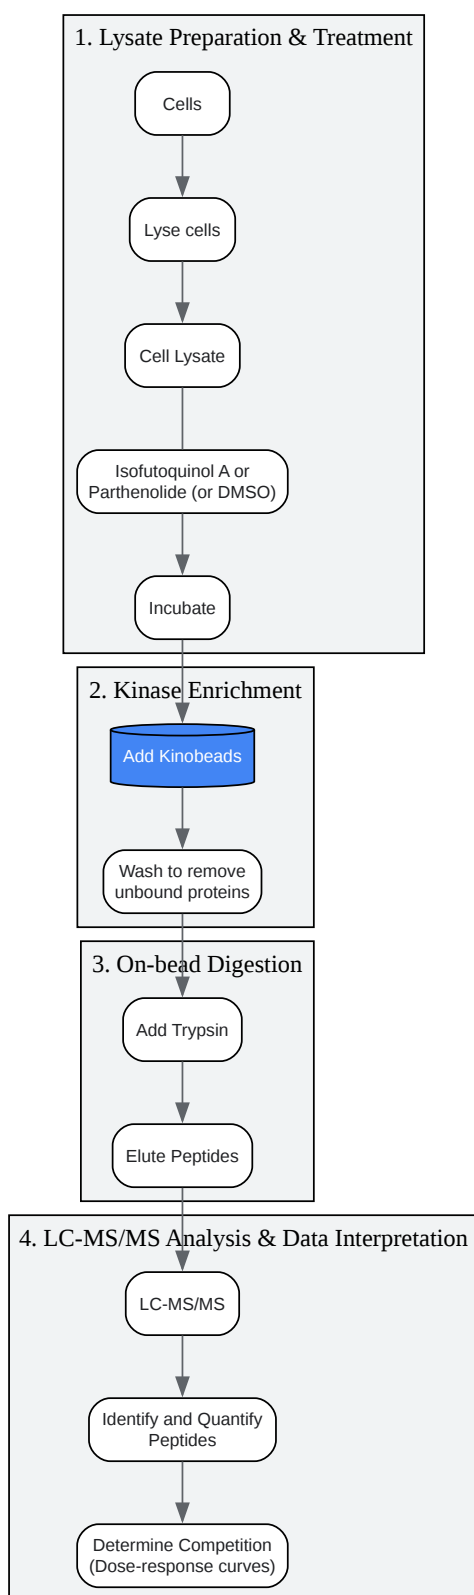 1. Lysate Preparation & Treatment
Cells
Lyse cells
Cell Lysate
Isofutoquinol A or
Parthenolide (or DMSO)
Incubate
2. Kinase Enrichment
Add Kinobeads
Wash to remove
unbound proteins
3. On-bead Digestion
Add Trypsin
Elute Peptides
4. LC-MS/MS Analysis & Data Interpretation
LC-MS/MS
Identify and Quantify
Peptides
Determine Competition
(Dose-response curves)